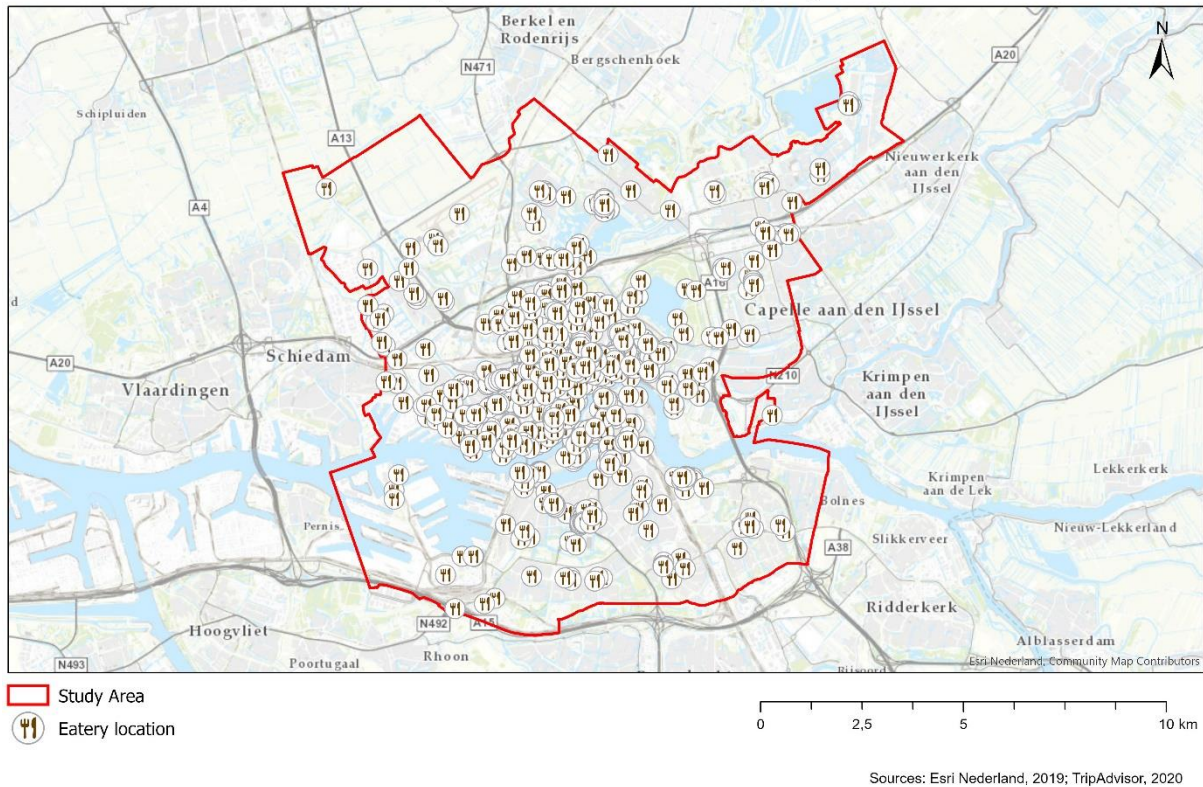 Berkel en
Rodenrijs
Bergschenhoek
N
A20
N471
Schipluiden
A13
Nieuwerkerk
aan den
IJssel
A4
A16
Capelle aan den IJssel
Schiedam
A20
Vlaardingen
N210
Krimpen
aan den
IJssel
Krimpen
aan de Lek
Lekkerkerk
Bolnes
Pernis
Nieuw-Lekkerland
Slikkerveer
A38
Ridderkerk
Hoogvliet
N492
A15
Alblasserdam
N493
Poortugaal
Rhoon
Esri Nederland, Community Map Contributors
Study Area
Eatery location
0 2,5 5 10 km
Sources: Esri Nederland, 2019; TripAdvisor, 2020